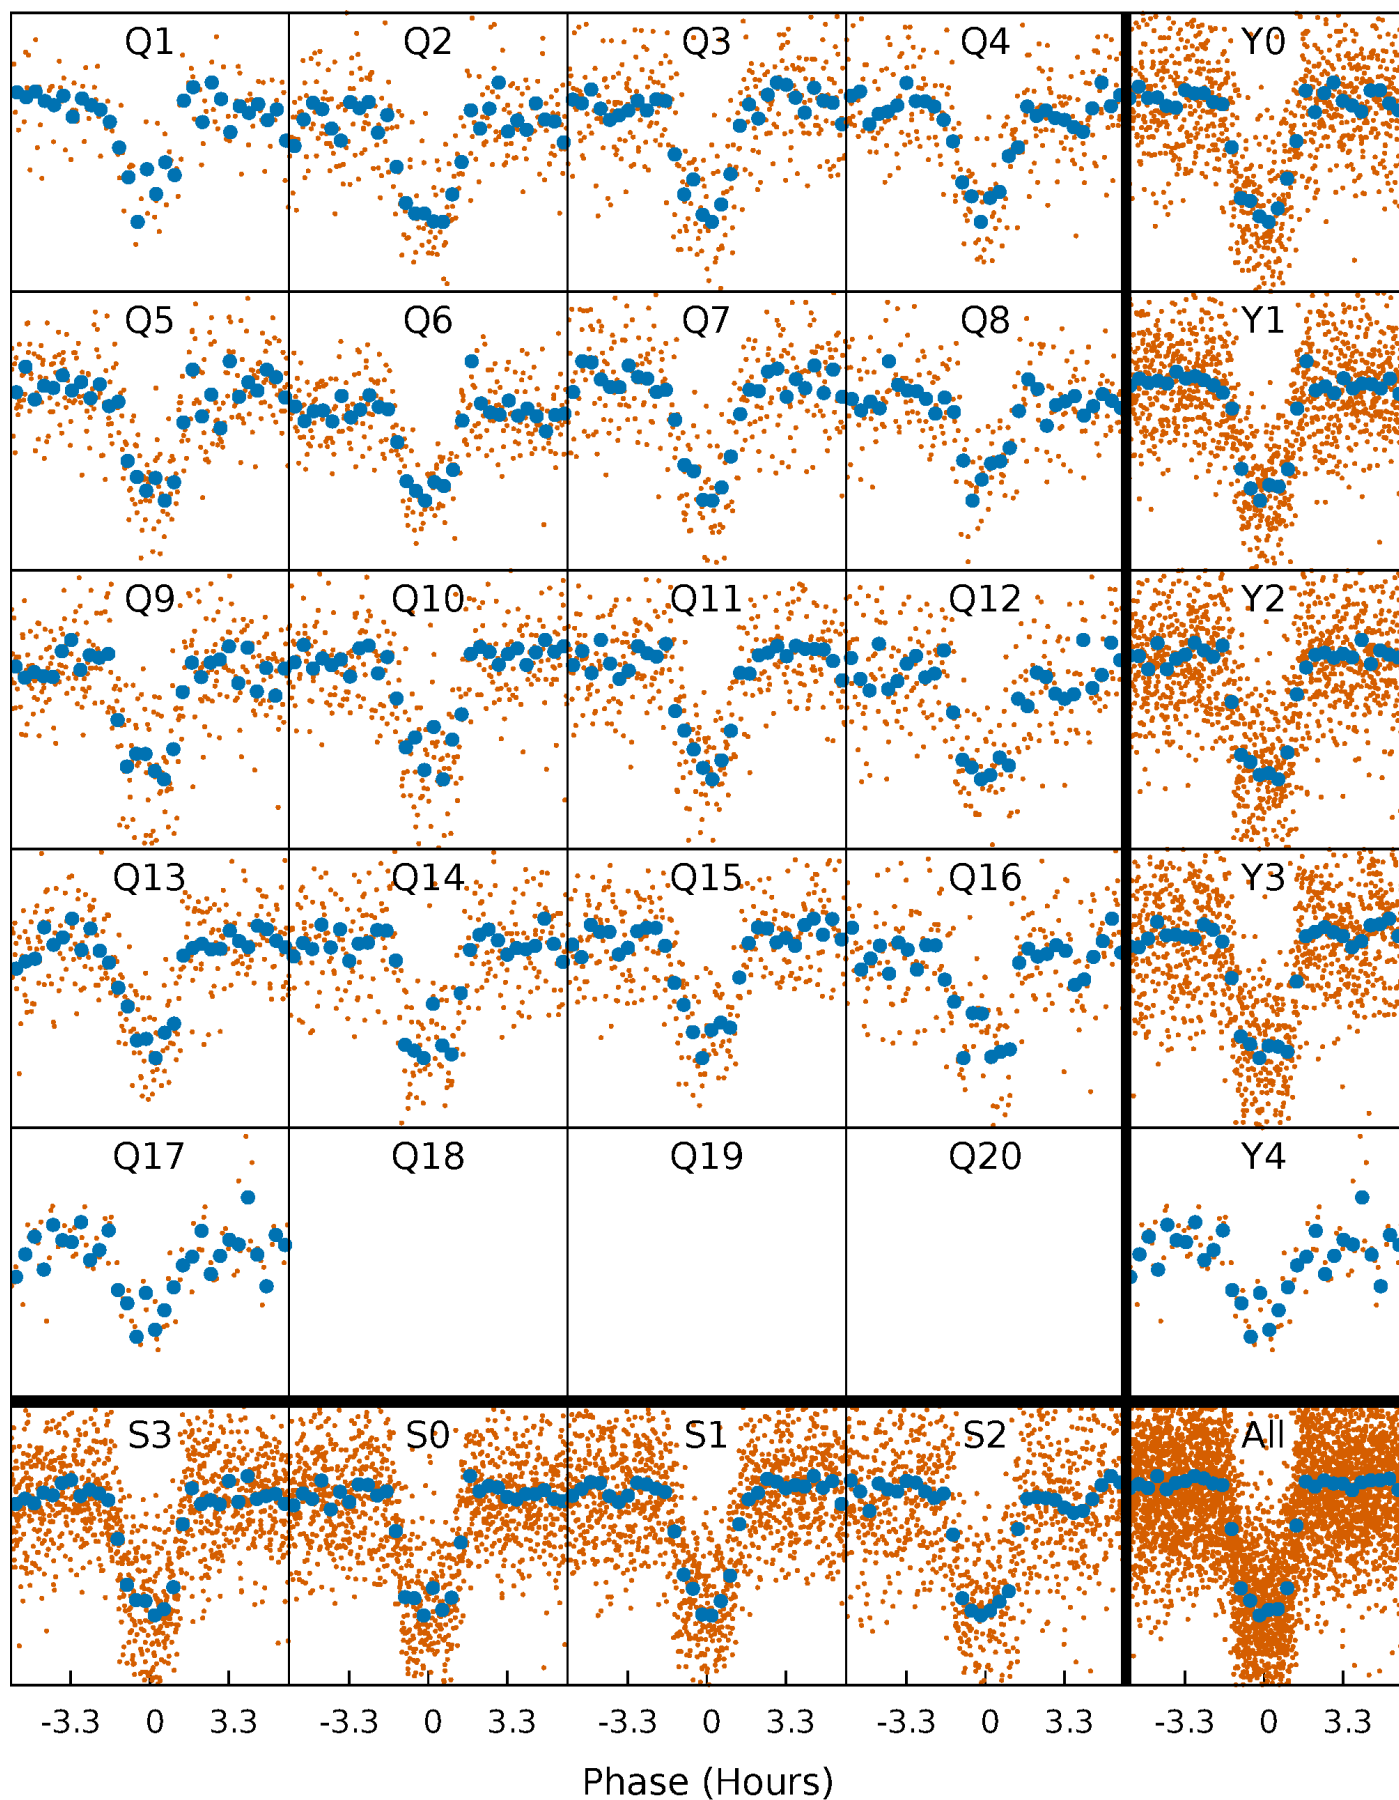 Q1 Q2 Q3 Q4 Y0
Q5 Q6 Q7 Q8 Y1
Q9 Q10 Q11 Q12 Y2
Q13 Q14 Q15 Q16 Y3
Q17 Q18 Q19 Q20 Y4
S3 S0 S1 S2 All
-3.3 0 3.3 -3.3 0 3.3 -3.3 0 3.3 -3.3 0 3.3 -3.3 0 3.3
Phase (Hours)